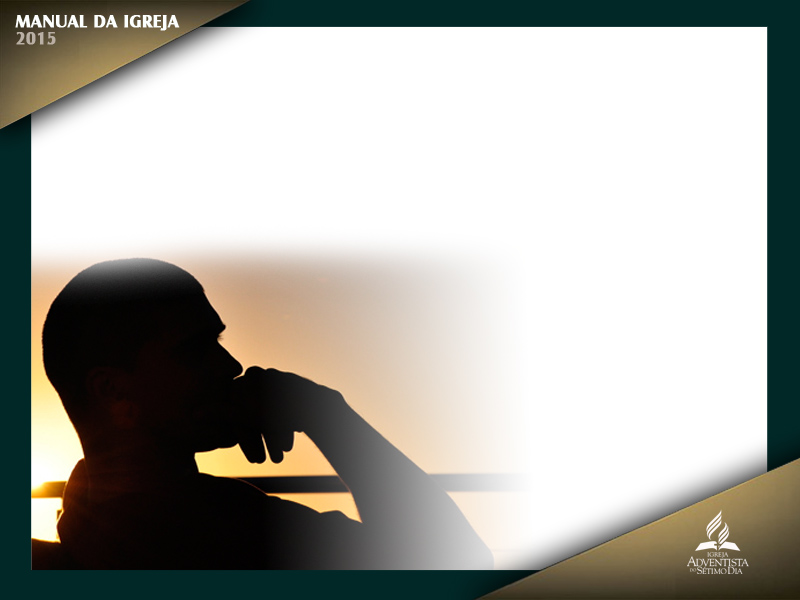 MANUAL DA IGREJA
2015
IGREJA
ADVENTISTA
DO SÉTIMO DIA